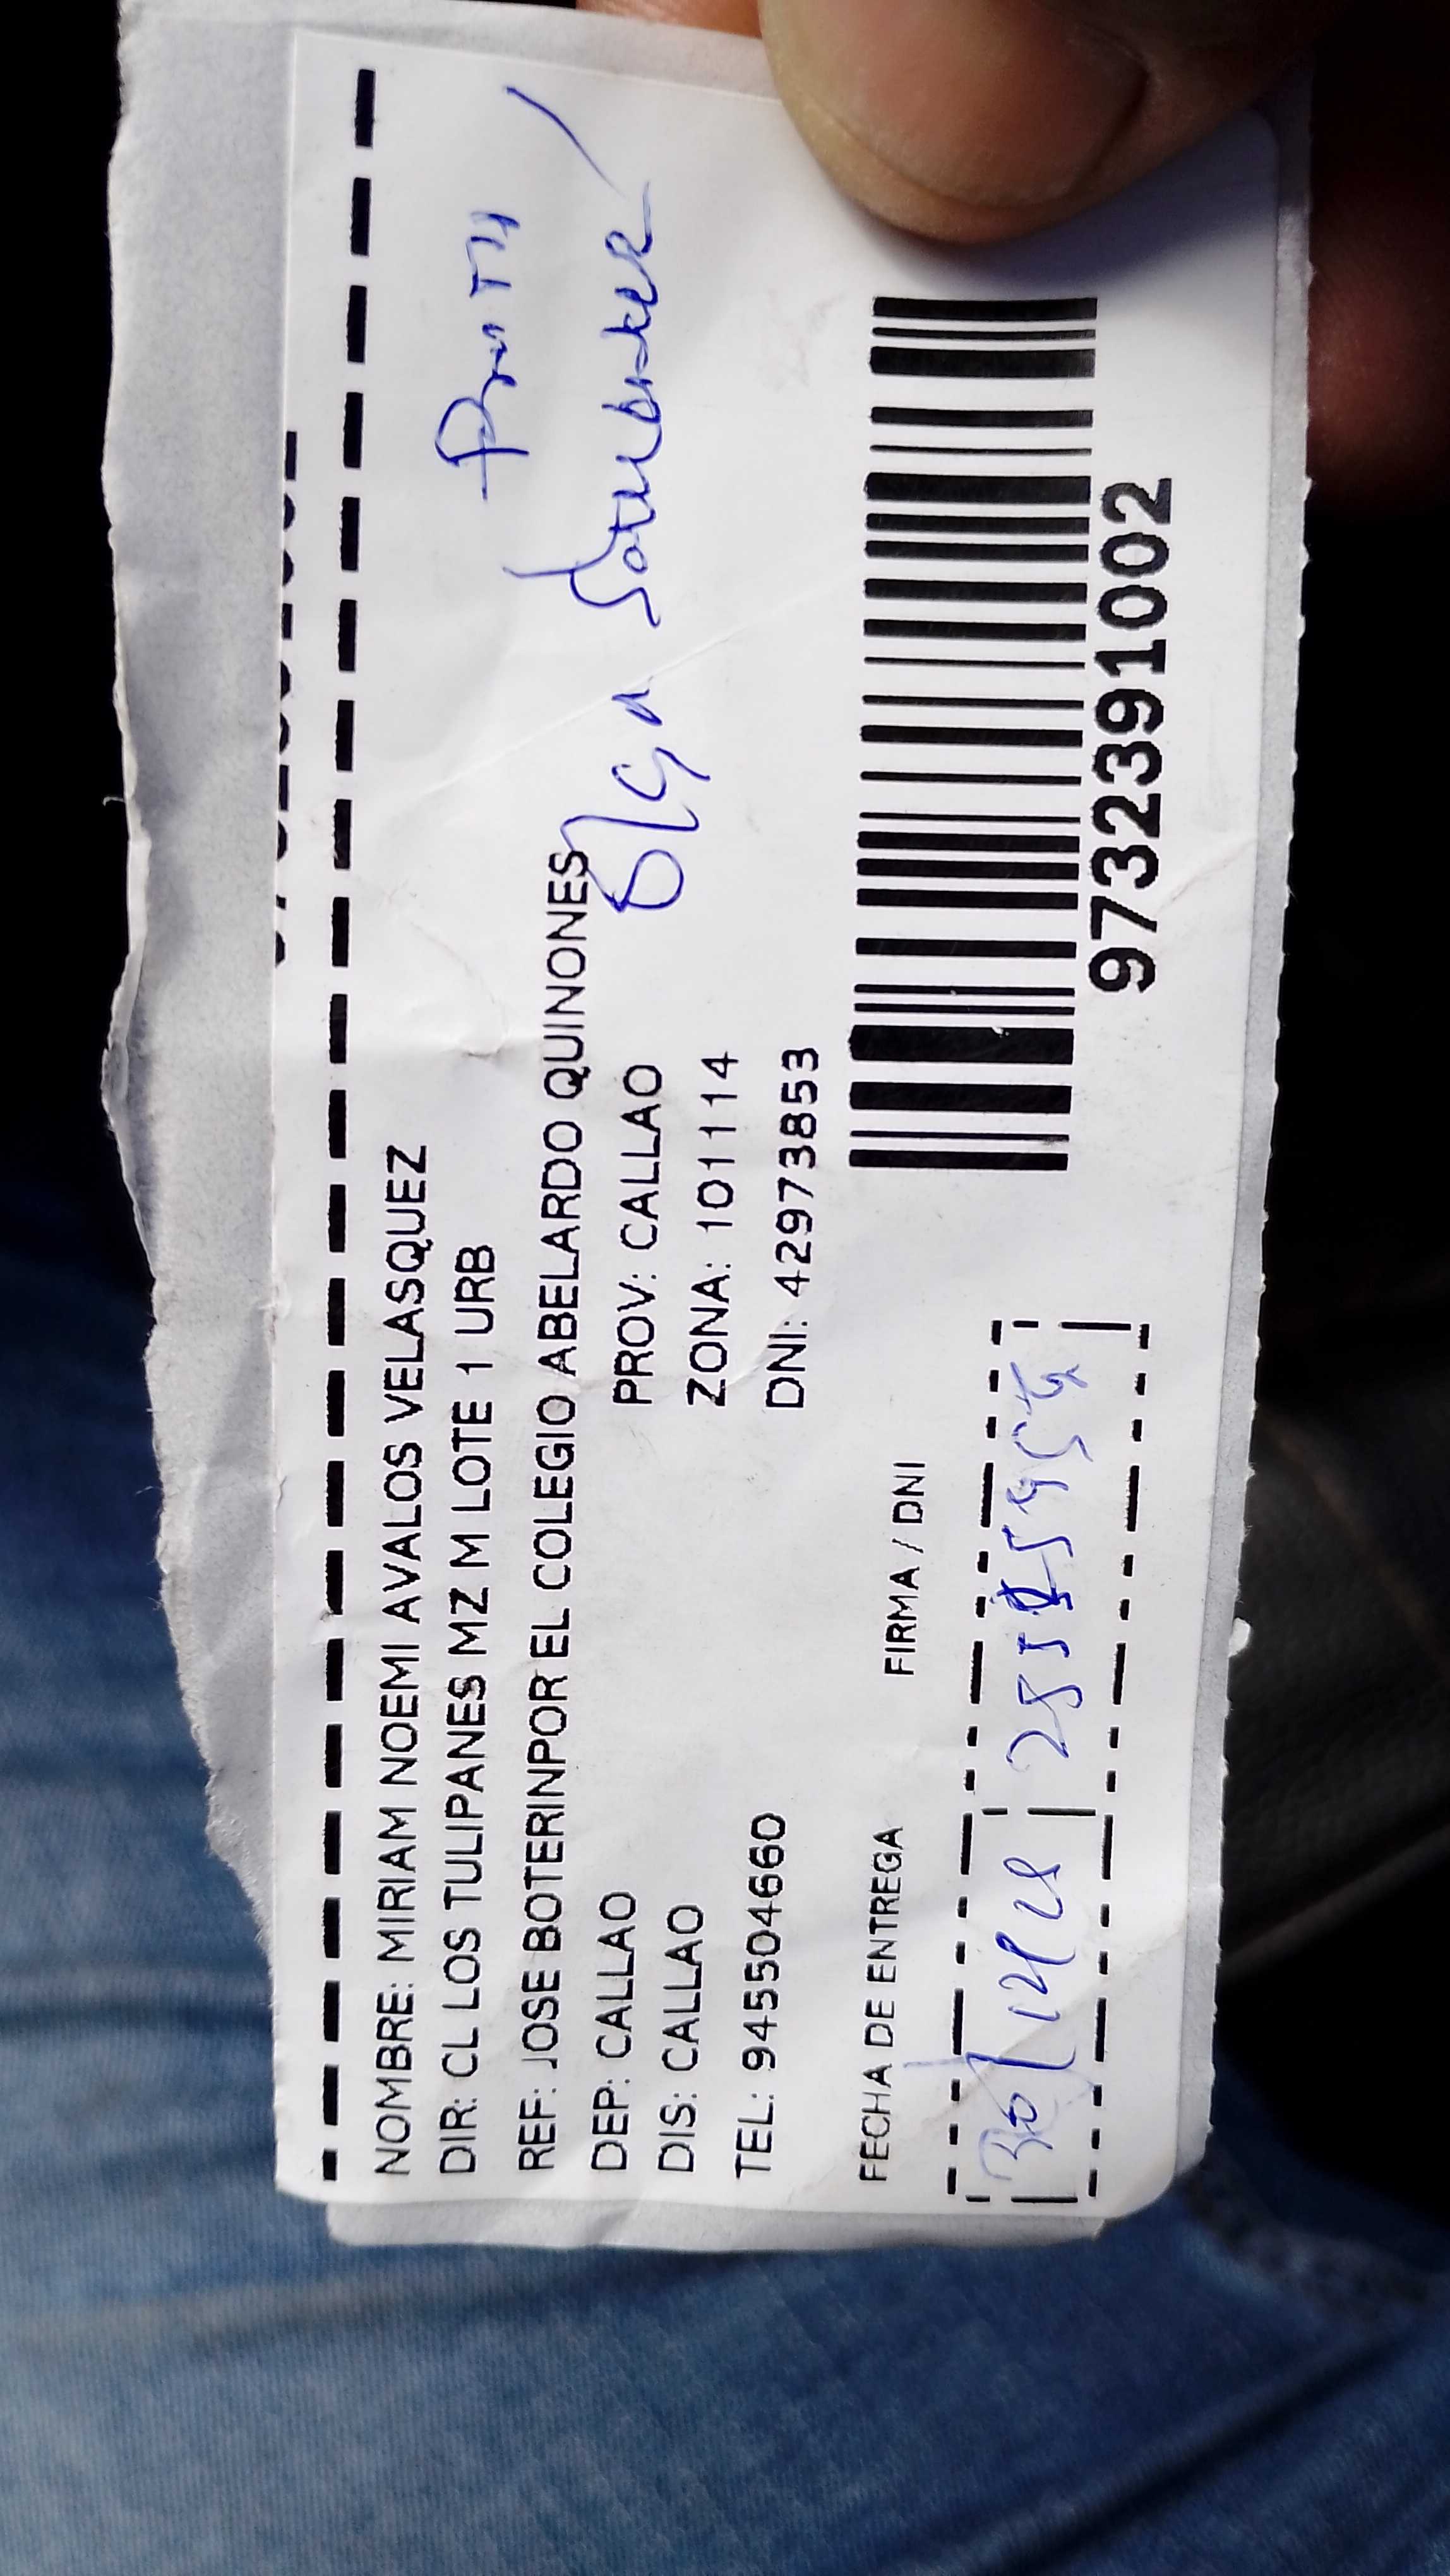 NOMBRE: MIRIAM NOEMI AVALOS VELASQUEZ
DIR: CL LOS TULIPANES MZ M LOTE 1 URB
REF: JOSE BOTERINPOR EL COLEGIO ABELARDO QUINONES
DEP: CALLAO PROV: CALLAO
DIS: CALLAO ZONA: 101114
TEL: 945504660 DNI: 42973853
Olga
FECHA DE ENTREGA FIRMA / DNI
9732391002